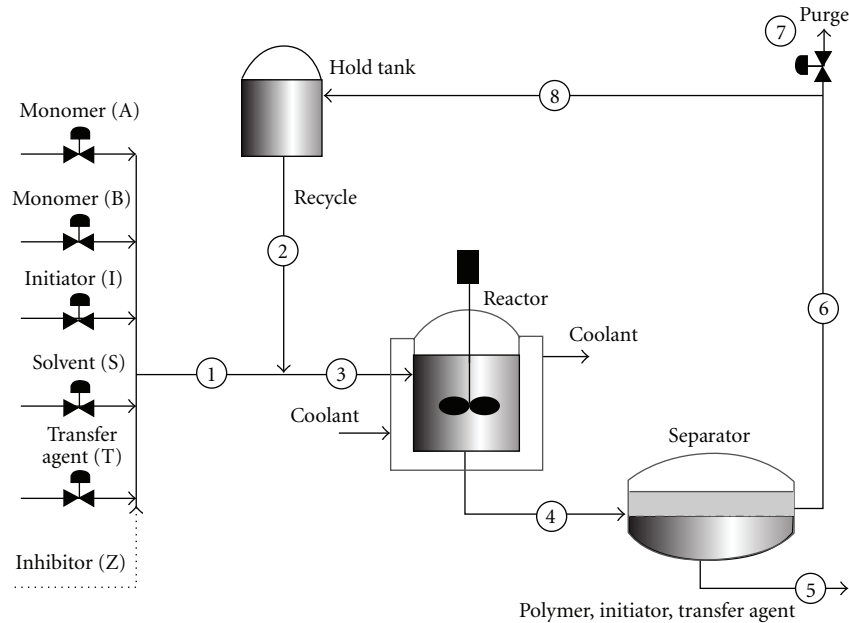 Purge
7
Hold tank
8
Monomer (A)
Monomer (B)
Recycle
2
Initiator (I)
Reactor
6
Solvent (S)
Coolant
1
3
Coolant
Transfer
agent (T)
Separator
4
Inhibitor (Z)
5
Polymer, initiator, transfer agent